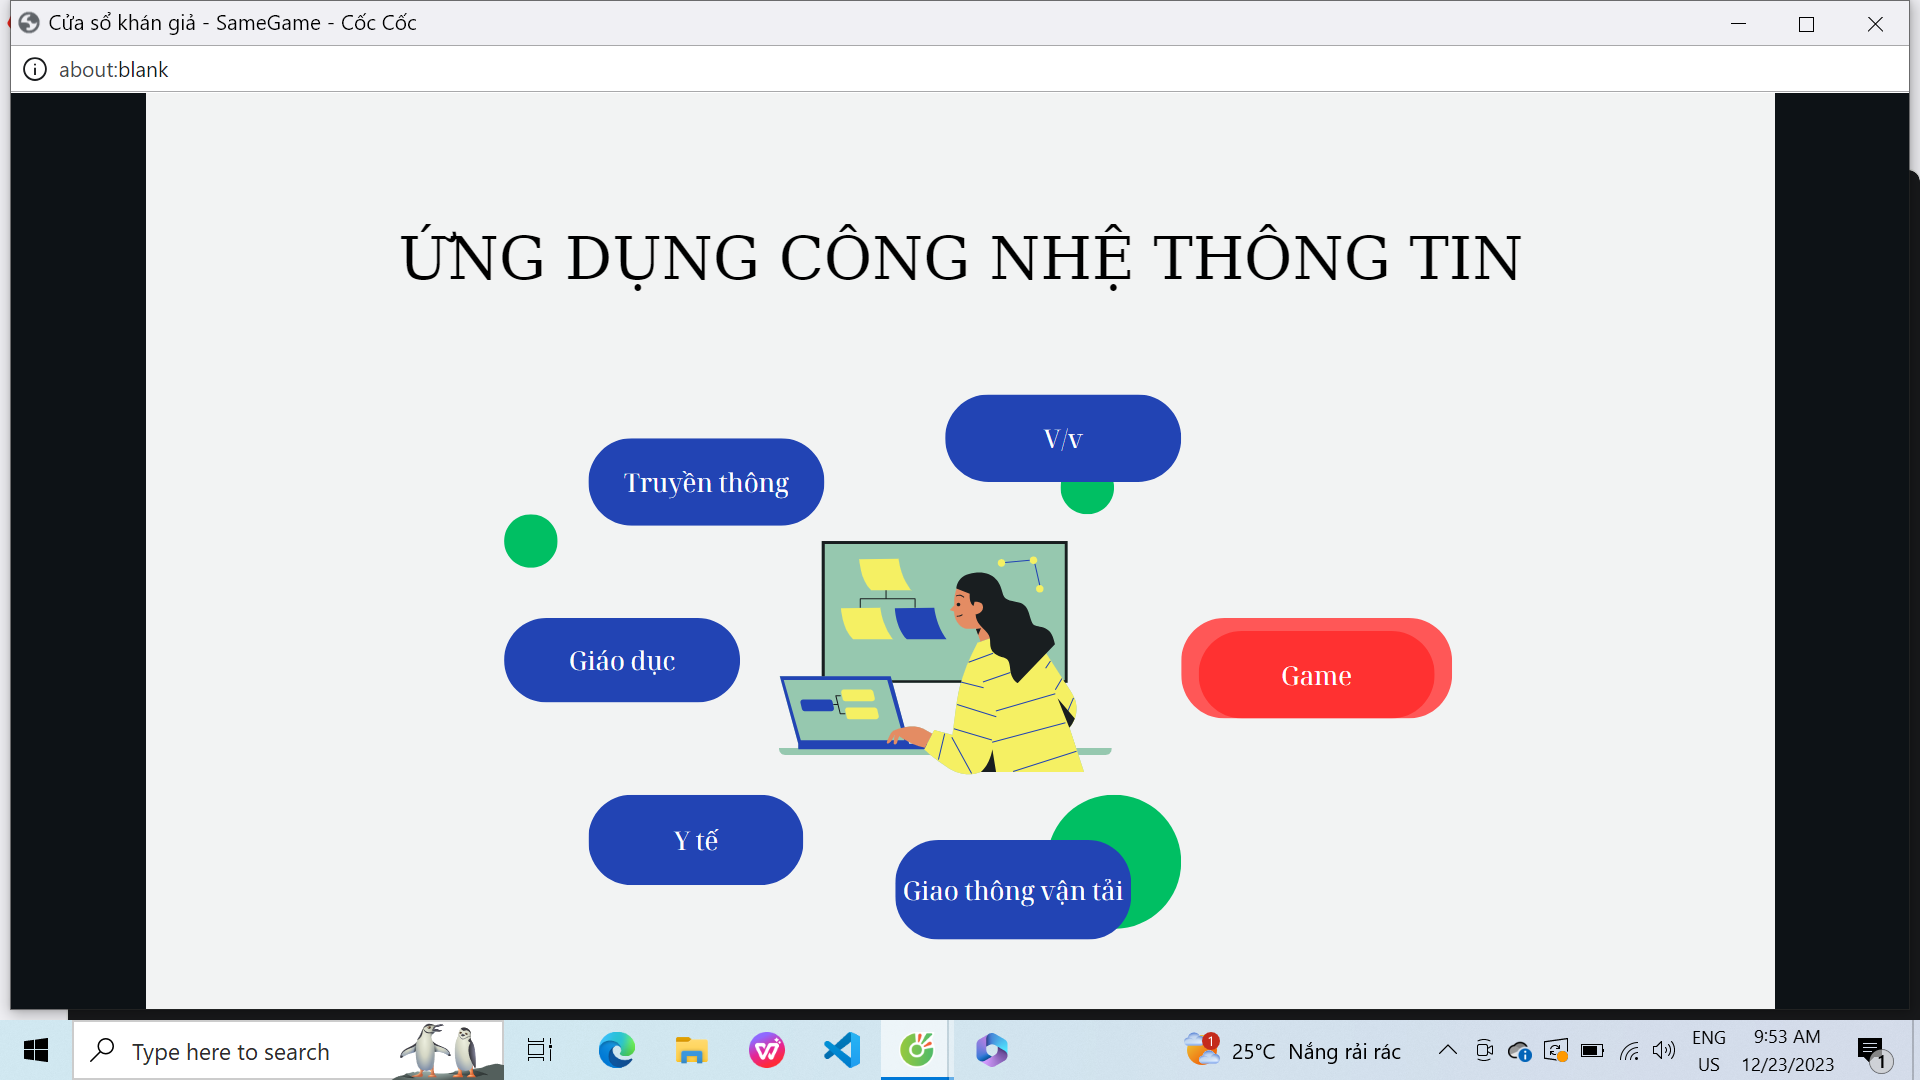 Cửa sổ khán giả - SameGame - Cốc Cốc
about:blank
ỨNG DỤNG CÔNG NHỆ THÔNG TIN
V/v
Truyền thông
Giáo dục
Game
Y tế
Giao thông vận tải
Type here to search
1
25°C Nắng rải rác
ENG
US
9:53 AM
12/23/2023
1